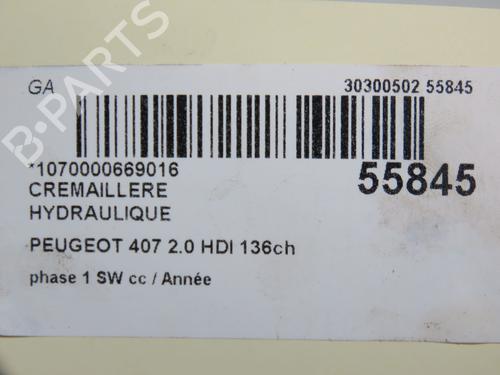 GA
30300502 55845
*1070000669016
55845
CREMAILLERE
HYDRAULIQUE
PEUGEOT 407 2.0 HDI 136ch
phase 1 SW cc / Année
B-PARTS